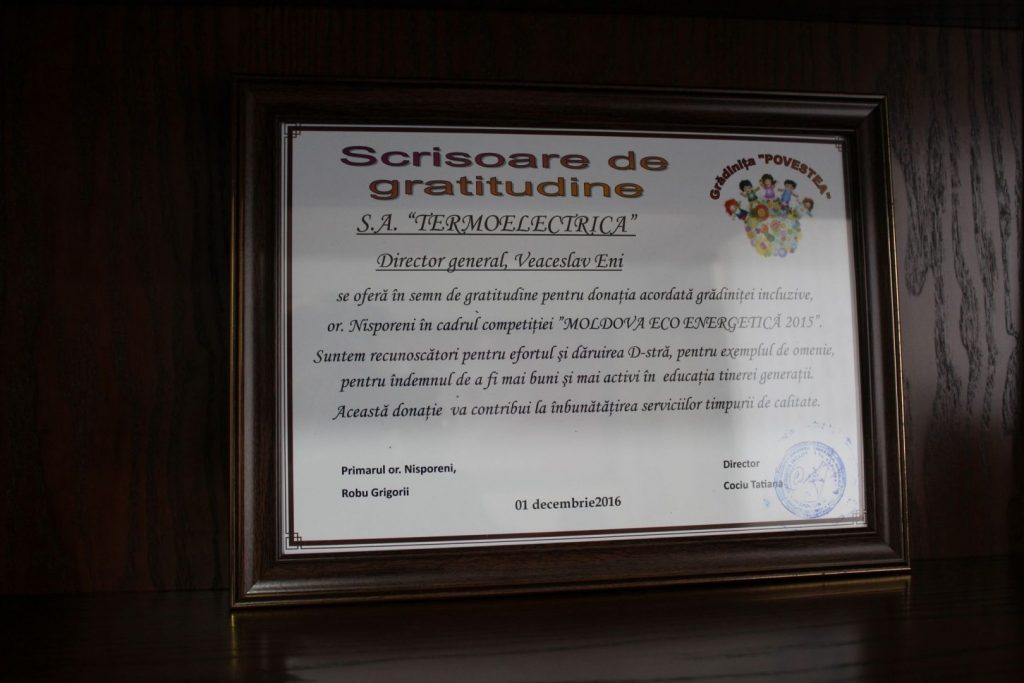 Scrisoare de
gratitudine
Grădinița "POVESTEA"
S.A. “TERMOELECTRICA”
Director general, Veaceslav Eni
se oferă în semn de gratitudine pentru donația acordată grădiniței incluzive,
or. Nisporeni în cadrul competiției ”MOLDOVA ECO ENERGETICĂ 2015”.
Suntem recunoscători pentru efortul și dăruirea D-stră, pentru exemplul de omenie,
pentru îndemnul de a fi mai buni și mai activi în educația tinerei generații.
Această donație va contribui la înbunătățirea serviciilor timpurii de calitate.
Primarul or. Nisporeni,
Robu Grigorii
Director
Cociu Tatiana
01 decembrie2016